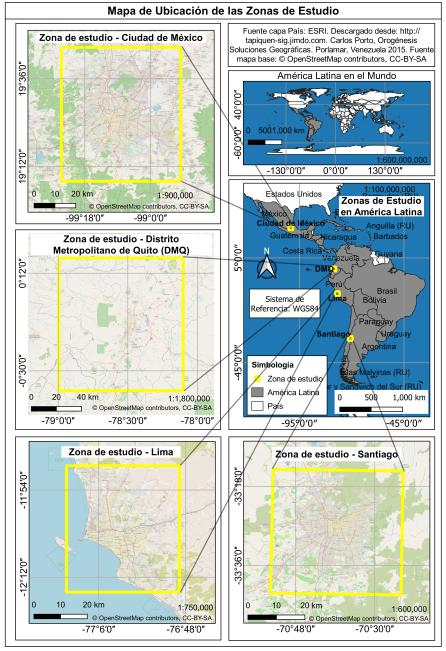 Mapa de Ubicación de las Zonas de Estudio
Zona de estudio - Ciudad de México
19°36'0"
19°12'0"
0 10 20 km
1:900,000
© OpenStreetMap contributors, CC-BY-SA
-99°18'0" -99°0'0"
Fuente capa País: ESRI. Descargado desde: http://
tapiquen-sig.jimdo.com. Carlos Porto, Orogénesis
Soluciones Geográficas. Porlamar, Venezuela 2015. Fuente
mapa base: © OpenStreetMap contributors, CC-BY-SA
América Latina en el Mundo
40°0'0"
-60°0'0"
0 5001,000 km
1:600,000,000
-130°0'0" 0°0'0" 130°0'0"
1:100,000,000
Zonas de Estudio
en América Latina
Estados Unidos
México
Ciudad de México
Guatemala
Nicaragua
Costa Rica
Anguilla (RU)
Barbados
Venezuela
Guyana
DMQ
Perú
Lima
Brasil
Bolivia
Paraguay
Santiago
Uruguay
Argentina
Islas Malvinas (RU)
y Sandwich del Sur (RU)
N
Sistema de
Referencia: WGS84
Simbología
Zona de estudio
América Latina
País
0 500 1,000 km
5°0'0"
-45°0'0"
-95°0'0" -45°0'0"
Zona de estudio - Distrito
Metropolitano de Quito (DMQ)
0°12'0"
-0°30'0"
0 20 40 km
1:1,800,000
© OpenStreetMap contributors, CC-BY-SA
-79°0'0" -78°30'0" -78°0'0"
Zona de estudio - Lima
-11°54'0"
-12°12'0"
0 10 20 km
1:750,000
© OpenStreetMap contributors, CC-BY-SA
-77°6'0" -76°48'0"
Zona de estudio - Santiago
-33°18'0"
-33°36'0"
0 10 20 km
1:600,000
© OpenStreetMap contributors, CC-BY-SA
-70°48'0" -70°30'0"